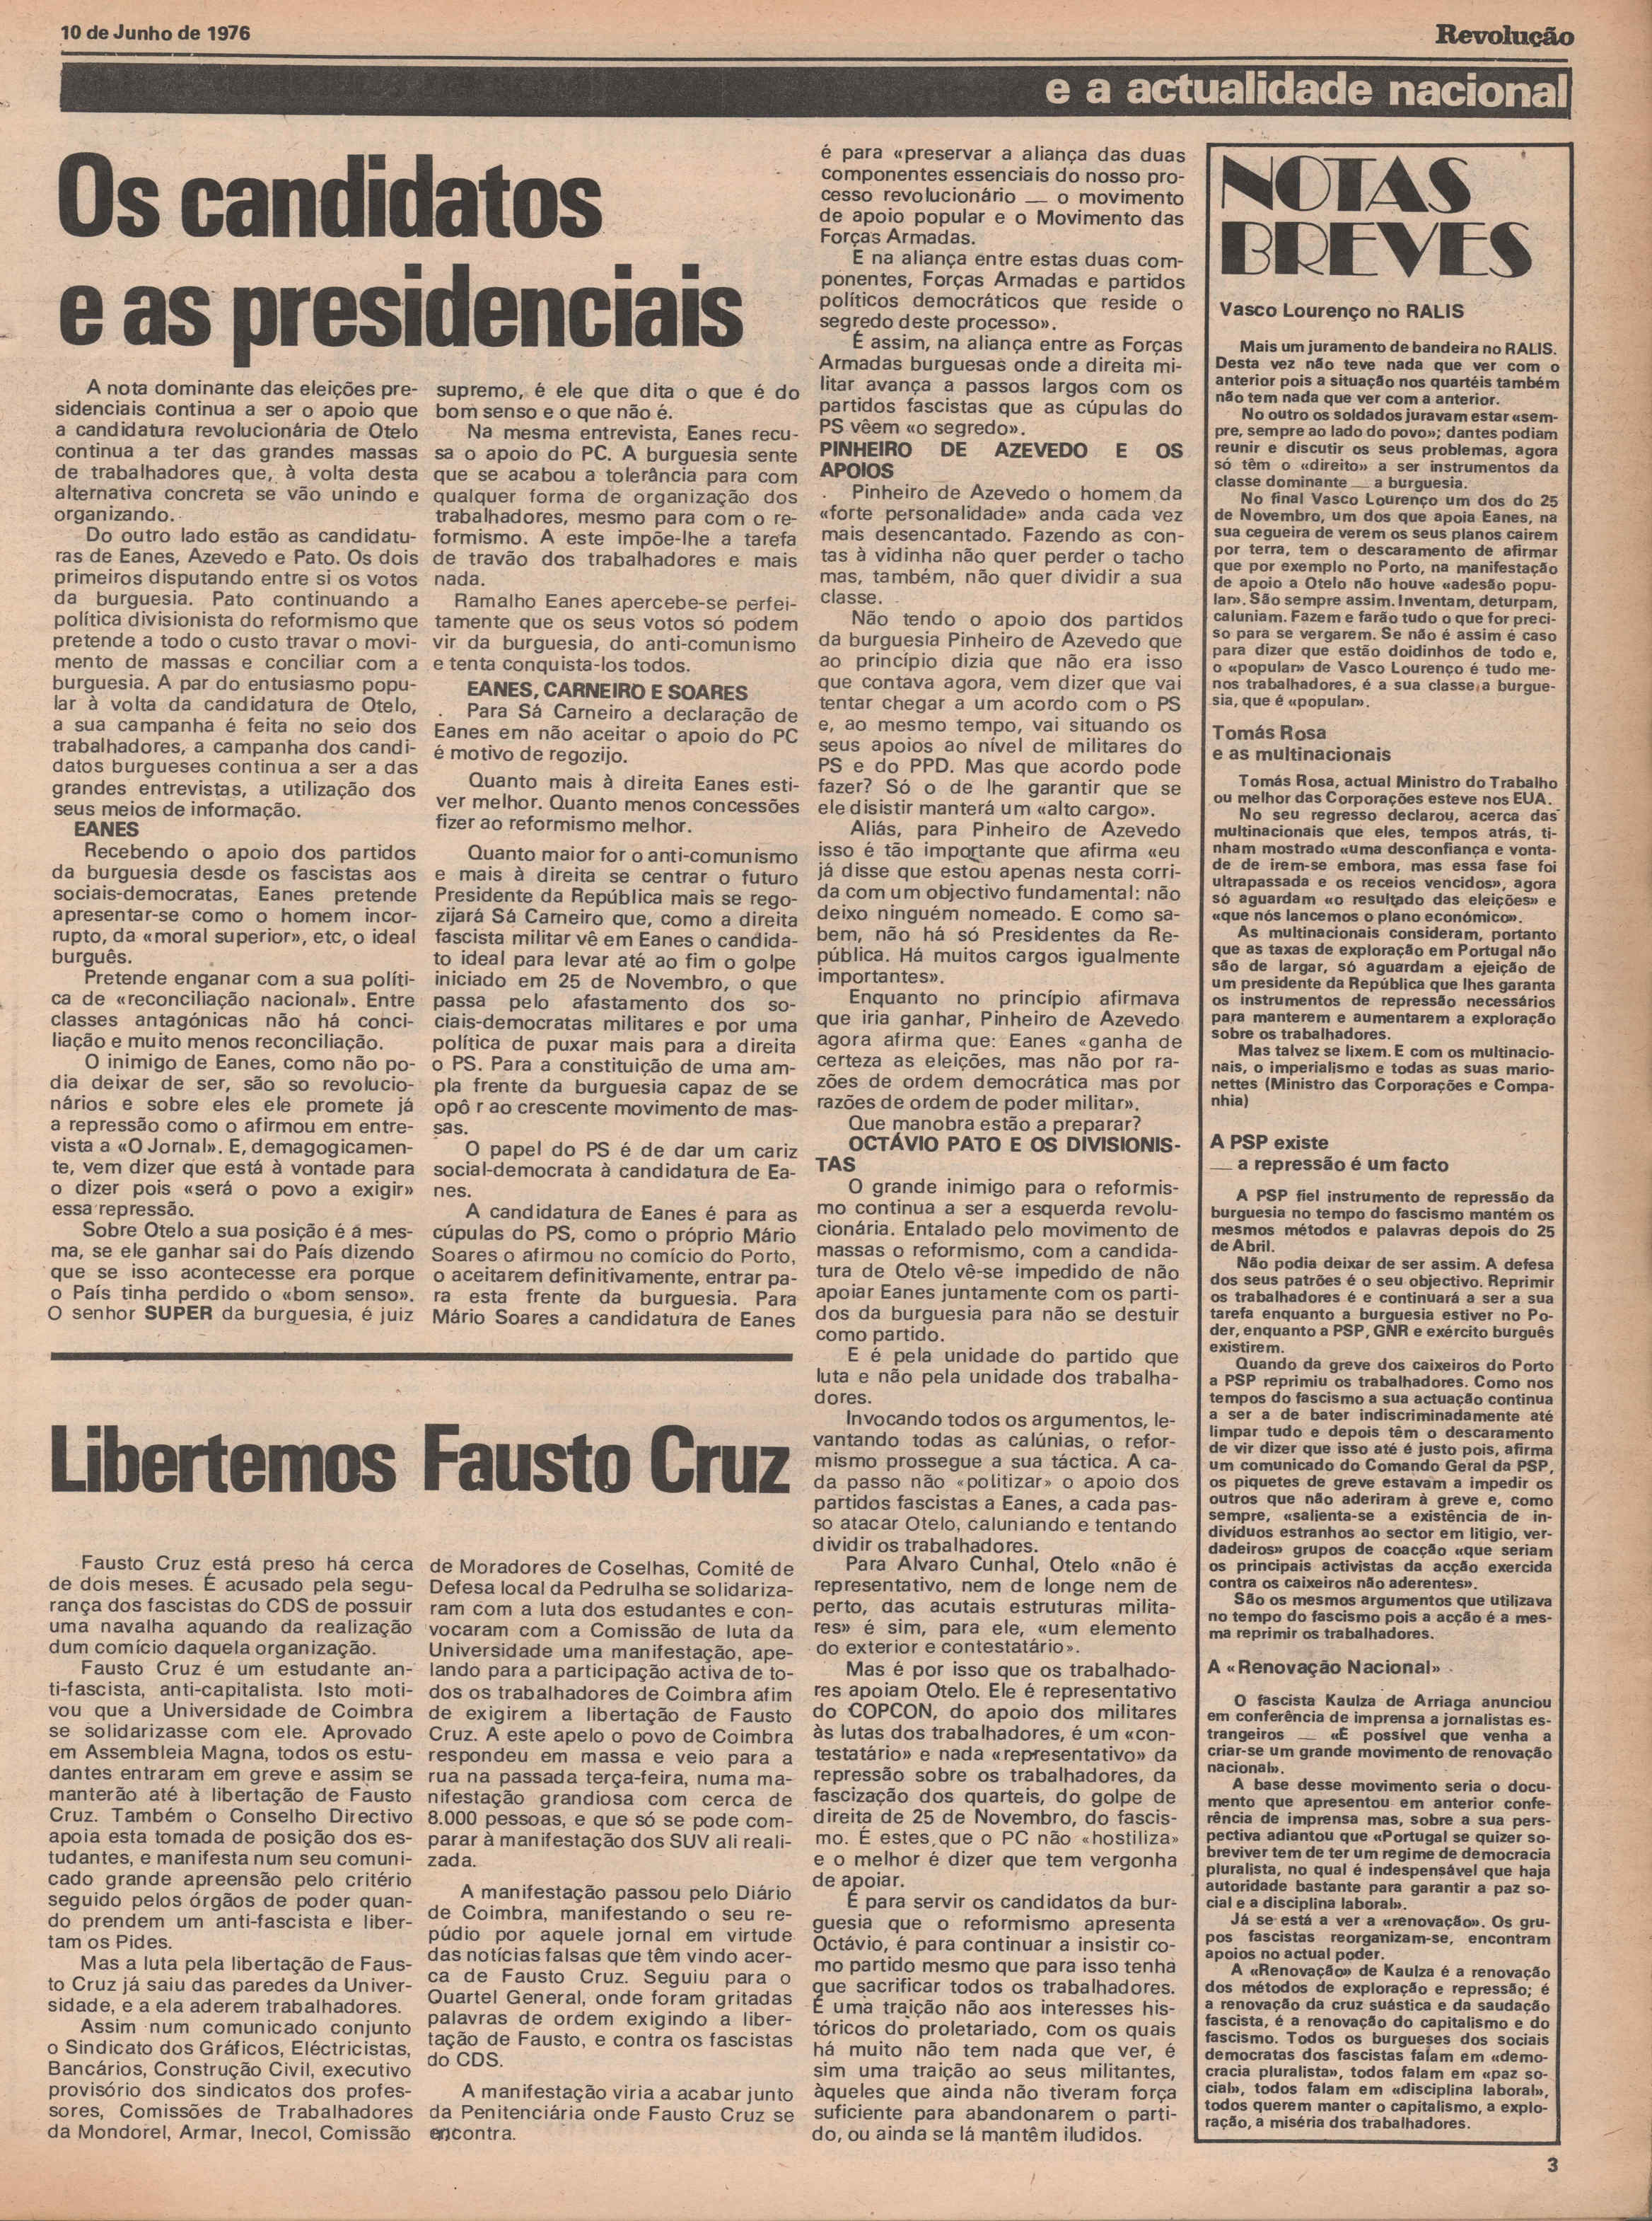 10 de Junho de 1976
Revolução
e a actualidade nacional
Os candidatos
e as presidenciais
A nota dominante das eleições pre-
sidenciais continua a ser o apoio que
a candidatura revolucionária de Otelo
continua a ter das grandes massas
de trabalhadores que, à volta desta
alternativa concreta se vão unindo e
organizando.
Do outro lado estão as candidatu-
ras de Eanes, Azevedo e Pato. Os dois
primeiros disputando entre si os votos
da burguesia. Pato continuando a
política divisionista do reformismo que
pretende a todo o custo travar o movi-
mento de massas e conciliar com a
burguesia. A par do entusiasmo popu-
lar à volta da candidatura de Otelo,
a sua campanha é feita no seio dos
trabalhadores, a campanha dos candi-
datos burgueses continua a ser a das
grandes entrevistas, a utilização dos
seus meios de informação.
EANES
Recebendo o apoio dos partidos
da burguesia desde os fascistas aos
sociais-democratas, Eanes pretende
apresentar-se como o homem incor-
rupto, da «moral superior», etc, o ideal
burguês.
Pretende enganar com a sua políti-
ca de «reconciliação nacional». Entre
classes antagónicas não há conci-
liação e muito menos reconciliação.
O inimigo de Eanes, como não po-
dia deixar de ser, são so revolucio-
nários e sobre eles ele promete já
a repressão como o afirmou em entre-
vista a «O Jornal». E, demagogicamen-
te, vem dizer que está à vontade para
o dizer pois «será o povo a exigir»
essa repressão.
Sobre Otelo a sua posição é a mes-
ma, se ele ganhar sai do País dizendo
que se isso acontecesse era porque
o País tinha perdido o «bom senso».
O senhor SUPER da burguesia, é juiz
supremo, é ele que dita o que é do
bom senso e o que não é.
Na mesma entrevista, Eanes recu-
sa o apoio do PC. A burguesia sente
que se acabou a tolerância para com
qualquer forma de organização dos
trabalhadores, mesmo para com o re-
formismo. A este impõe-lhe a tarefa
de travão dos trabalhadores e mais
nada.
Ramalho Eanes apercebe-se perfei-
tamente que os seus votos só podem
vir da burguesia, do anti-comunismo
e tenta conquista-los todos.
EANES, CARNEIRO E SOARES
Para Sá Carneiro a declaração de
Eanes em não aceitar o apoio do PC
é motivo de regozijo.
Quanto mais à direita Eanes esti-
ver melhor. Quanto menos concessões
fizer ao reformismo melhor.
Quanto maior for o anti-comunismo
e mais à direita se centrar o futuro
Presidente da República mais se rego-
zijará Sá Carneiro que, como a direita
fascista militar vê em Eanes o candida-
to ideal para levar até ao fim o golpe
iniciado em 25 de Novembro, o que
passa pelo afastamento dos so-
ciais-democratas militares e por uma
política de puxar mais para a direita
o PS. Para a constituição de uma am-
pla frente da burguesia capaz de se
opô r ao crescente movimento de mas-
sas.
O papel do PS é de dar um cariz
social-democrata à candidatura de Ea-
nes.
A candidatura de Eanes é para as
cúpulas do PS, como o próprio Mário
Soares o afirmou no comício do Porto,
o aceitarem definitivamente, entrar pa-
ra esta frente da burguesia. Para
Mário Soares a candidatura de Eanes
é para «preservar a aliança das duas
componentes essenciais do nosso pro-
cesso revolucionário — o movimento
de apoio popular e o Movimento das
Forças Armadas.
E na aliança entre estas duas com-
ponentes, Forças Armadas e partidos
políticos democráticos que reside o
segredo deste processo».
É assim, na aliança entre as Forças
Armadas burguesas onde a direita mi-
litar avança a passos largos com os
partidos fascistas que as cúpulas do
PS vêem «o segredo».
PINHEIRO DE AZEVEDO E OS
APOIOS
Pinheiro de Azevedo o homem da
«forte personalidade» anda cada vez
mais desencantado. Fazendo as con-
tas à vidinha não quer perder o tacho
mas, também, não quer dividir a sua
classe.
Não tendo o apoio dos partidos
da burguesia Pinheiro de Azevedo que
ao princípio dizia que não era isso
que contava agora, vem dizer que vai
tentar chegar a um acordo com o PS
e, ao mesmo tempo, vai situando os
seus apoios ao nível de militares do
PS e do PPD. Mas que acordo pode
fazer? Só o de lhe garantir que se
ele disistir manterá um «alto cargo».
Aliás, para Pinheiro de Azevedo
isso é tão importante que afirma «eu
já disse que estou apenas nesta corri-
da com um objectivo fundamental: não
deixo ninguém nomeado. E como sa-
bem, não há só Presidentes da Re-
pública. Há muitos cargos igualmente
importantes».
Enquanto no princípio afirmava
que iria ganhar, Pinheiro de Azevedo
agora afirma que: Eanes «ganha de
certeza as eleições, mas não por ra-
zões de ordem democrática mas por
razões de ordem de poder militar».
Que manobra estão a preparar?
OCTÁVIO PATO E OS DIVISIONIS-
TAS
O grande inimigo para o reformis-
mo continua a ser a esquerda revolu-
cionária. Entalado pelo movimento de
massas o reformismo, com a candida-
tura de Otelo vê-se impedido de não
apoiar Eanes juntamente com os parti-
dos da burguesia para não se destuir
como partido.
E é pela unidade do partido que
luta e não pela unidade dos trabalha-
dores.
Invocando todos os argumentos, le-
vantando todas as calúnias, o refor-
mismo prossegue a sua táctica. A ca-
da passo não «politizar» o apoio dos
partidos fascistas a Eanes, a cada pas-
so atacar Otelo, caluniando e tentando
dividir os trabalhadores.
Para Alvaro Cunhal, Otelo «não é
representativo, nem de longe nem de
perto, das acutais estruturas milita-
res» é sim, para ele, «um elemento
do exterior e contestatário».
Mas é por isso que os trabalhado-
res apoiam Otelo. Ele é representativo
do COPCON, do apoio dos militares
às lutas dos trabalhadores, é um «con-
testatário» e nada «representativo» da
repressão sobre os trabalhadores, da
fascização dos quarteis, do golpe de
direita de 25 de Novembro, do fascis-
mo. É estes que o PC não «hostiliza»
e o melhor é dizer que tem vergonha
de apoiar.
É para servir os candidatos da bur-
guesia que o reformismo apresenta
Octávio, é para continuar a insistir co-
mo partido mesmo que para isso tenha
que sacrificar todos os trabalhadores.
É uma traição não aos interesses his-
tóricos do proletariado, com os quais
há muito não tem nada que ver, é
sim uma traição ao seus militantes,
àqueles que ainda não tiveram força
suficiente para abandonarem o parti-
do, ou ainda se lá mantêm iludidos.
Libertemos Fausto Cruz
Fausto Cruz está preso há cerca
de dois meses. É acusado pela segu-
rança dos fascistas do CDS de possuir
uma navalha aquando da realização
dum comício daquela organização.
Fausto Cruz é um estudante an-
ti-fascista, anti-capitalista. Isto moti-
vou que a Universidade de Coimbra
se solidarizasse com ele. Aprovado
em Assembleia Magna, todos os estu-
dantes entraram em greve e assim se
manterão até à libertação de Fausto
Cruz. Também o Conselho Directivo
apoia esta tomada de posição dos es-
tudantes, e manifesta num seu comuni-
cado grande apreensão pelo critério
seguido pelos órgãos de poder quan-
do prendem um anti-fascista e liber-
tam os Pides.
Mas a luta pela libertação de Faus-
to Cruz já saiu das paredes da Univer-
sidade, e a ela aderem trabalhadores.
Assim num comunicado conjunto
o Sindicato dos Gráficos, Eléctricistas,
Bancários, Construção Civil, executivo
provisório dos sindicatos dos profes-
sores, Comissões de Trabalhadores
da Mondorel, Armar, Inecol, Comissão
de Moradores de Coselhas, Comité de
Defesa local da Pedrulha se solidariza-
ram com a luta dos estudantes e con-
vocaram com a Comissão de luta da
Universidade uma manifestação, ape-
lando para a participação activa de to-
dos os trabalhadores de Coimbra afim
de exigirem a libertação de Fausto
Cruz. A este apelo o povo de Coimbra
respondeu em massa e veio para a
rua na passada terça-feira, numa ma-
nifestação grandiosa com cerca de
8.000 pessoas, e que só se pode com-
parar à manifestação dos SUV ali reali-
zada.
A manifestação passou pelo Diário
de Coimbra, manifestando o seu re-
púdio por aquele jornal em virtude
das notícias falsas que têm vindo acer-
ca de Fausto Cruz. Seguiu para o
Quartel General, onde foram gritadas
palavras de ordem exigindo a liber-
tação de Fausto, e contra os fascistas
do CDS.
A manifestação viria a acabar junto
da Penitenciária onde Fausto Cruz se
encontra.
NOTAS
BREVES
Vasco Lourenço no RALIS
Mais um juramento de bandeira no RALIS.
Desta vez não teve nada que ver com o
anterior pois a situação nos quartéis também
não tem nada que ver com a anterior.
No outro os soldados juravam estar «sem-
pre, sempre ao lado do povo»; dantes podiam
reunir e discutir os seus problemas, agora
só têm o «direito» a ser instrumentos da
classe dominante — a burguesia.
No final Vasco Lourenço um dos do 25
de Novembro, um dos que apoia Eanes, na
sua cegueira de verem os seus planos cairem
por terra, tem o descaramento de afirmar
que por exemplo no Porto, na manifestação
de apoio a Otelo não houve «adesão popu-
lar». São sempre assim. Inventam, deturpam,
caluniam. Fazem e farão tudo o que for preci-
so para se vergarem. Se não é assim é caso
para dizer que estão doidinhos de todo e,
o «popular» de Vasco Lourenço é tudo me-
nos trabalhadores, é a sua classe, a burgue-
sia, que é «popular».
Tomás Rosa
e as multinacionais
Tomás Rosa, actual Ministro do Trabalho
ou melhor das Corporações esteve nos EUA.
No seu regresso declarou, acerca das
multinacionais que eles, tempos atrás, ti-
nham mostrado «uma desconfiança e vonta-
de de irem-se embora, mas essa fase foi
ultrapassada e os receios vencidos», agora
só aguardam «o resultado das eleições» e
«que nós lancemos o plano económico».
As multinacionais consideram, portanto
que as taxas de exploração em Portugal não
são de largar, só aguardam a ejeição de
um presidente da República que lhes garanta
os instrumentos de repressão necessários
para manterem e aumentarem a exploração
sobre os trabalhadores.
Mas talvez se lixem. E com os multinacio-
nais, o imperialismo e todas as suas mario-
nettes (Ministro das Corporações e Compa-
nhia)
A PSP existe
— a repressão é um facto
A PSP fiel instrumento de repressão da
burguesia no tempo do fascismo mantém os
mesmos métodos e palavras depois do 25
de Abril.
Não podia deixar de ser assim. A defesa
dos seus patrões é o seu objectivo. Reprimir
os trabalhadores é e continuará a ser a sua
tarefa enquanto a burguesia estiver no Po-
der, enquanto a PSP, GNR e exército burguês
existirem.
Quando da greve dos caixeiros do Porto
a PSP reprimiu os trabalhadores. Como nos
tempos do fascismo a sua actuação continua
a ser a de bater indiscriminadamente até
limpar tudo e depois têm o descaramento
de vir dizer que isso até é justo pois, afirma
um comunicado do Comando Geral da PSP,
os piquetes de greve estavam a impedir os
outros que não aderiram à greve e, como
sempre, «salienta-se a existência de in-
divíduos estranhos ao sector em litigio, ver-
dadeiros» grupos de coacção «que seriam
os principais activistas da acção exercida
contra os caixeiros não aderentes».
São os mesmos argumentos que utilizava
no tempo do fascismo pois a acção é a mes-
ma reprimir os trabalhadores.
A «Renovação Nacional»
O fascista Kaulza de Arriaga anunciou
em conferência de imprensa a jornalistas es-
trangeiros — «É possível que venha a
criar-se um grande movimento de renovação
nacional».
A base desse movimento seria o docu-
mento que apresentou em anterior confe-
rência de imprensa mas, sobre a sua pers-
pectiva adiantou que «Portugal se quizer so-
breviver tem de ter um regime de democracia
pluralista, no qual é indespensável que haja
autoridade bastante para garantir a paz so-
cial e a disciplina laboral».
Já se está a ver a «renovação». Os gru-
pos fascistas reorganizam-se, encontram
apoios no actual poder.
A «Renovação» de Kaulza é a renovação
dos métodos de exploração e repressão; é
a renovação da cruz suástica e da saudação
fascista, é a renovação do capitalismo e do
fascismo. Todos os burgueses dos sociais
democratas dos fascistas falam em «demo-
cracia pluralista», todos falam em «paz so-
cial», todos falam em «disciplina laboral»,
todos querem manter o capitalismo, a explo-
ração, a miséria dos trabalhadores.
3